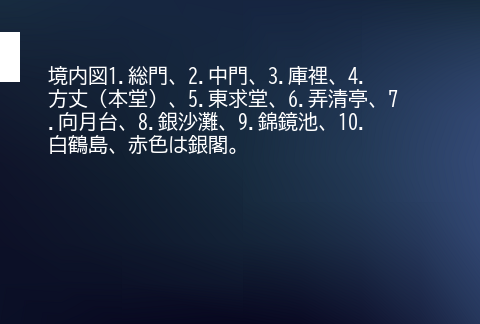 境内図1.総門、2.中門、3.庫裡、4.
方丈（本堂）、5.東求堂、6.弄清亭、7
.向月台、8.銀沙灘、9.錦鏡池、10.
白鶴島、赤色は銀閣。